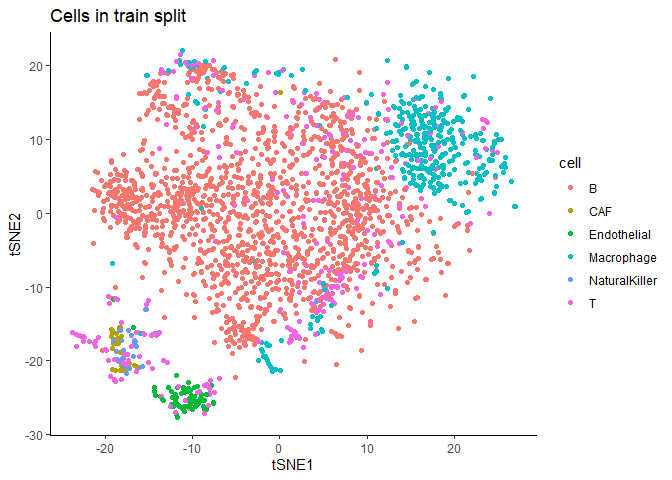 Cells in train split
20
10
0
-10
-20
-30
tSNE2
-20
-10
0
10
20
tSNE1
cell
B
CAF
Endothelial
Macrophage
NaturalKiller
T